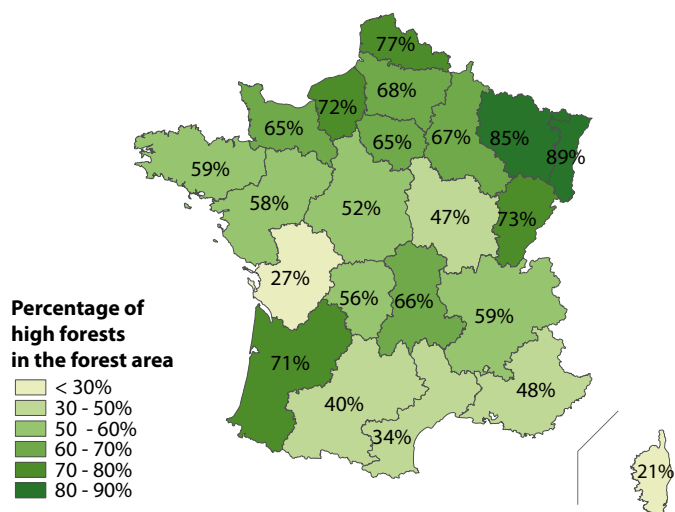 77%
68%
72%
65%
65%
67%
85%
89%
59%
58%
52%
47%
73%
27%
56%
66%
59%
71%
40%
34%
48%
21%
Percentage of
high forests
in the forest area
< 30%
30 - 50%
50 - 60%
60 - 70%
70 - 80%
80 - 90%